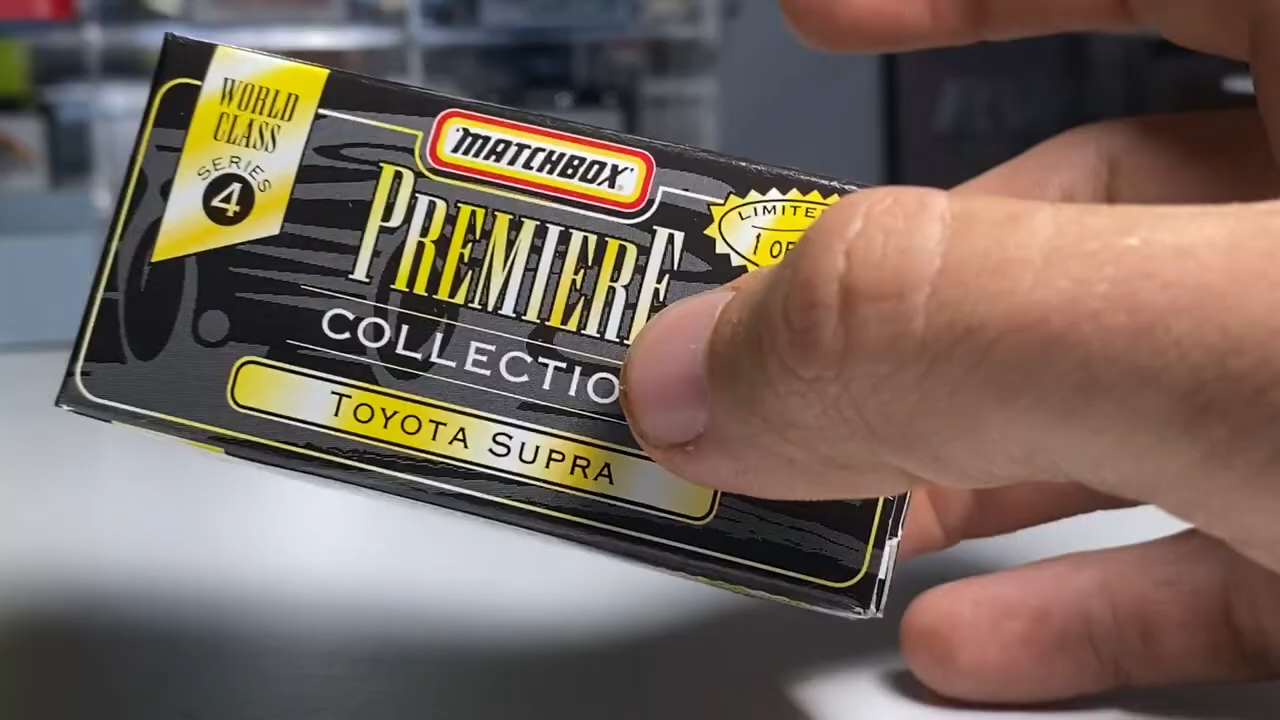 WORLD
CLASS
SERIES
4
MATCHBOX
LIMITE
1 OF
PREMIERE
COLLECTIO
TOYOTA SUPRA